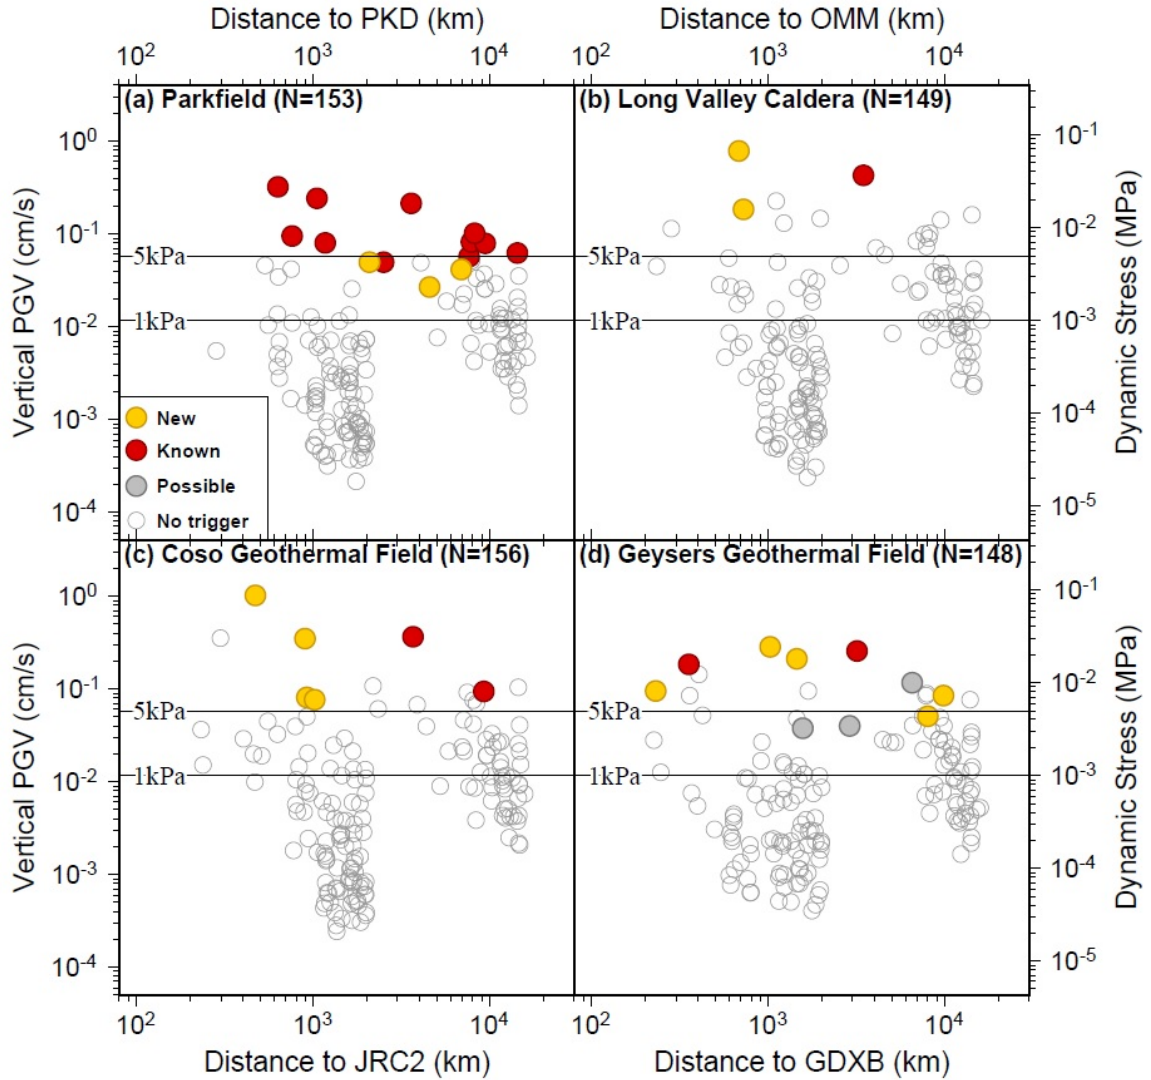 Distance to PKD (km)
Distance to OMM (km)
10² 10³ 10⁴
10² 10³ 10⁴
(a) Parkfield (N=153)
(b) Long Valley Caldera (N=149)
Vertical PGV (cm/s)
10⁰
10⁻¹
10⁻²
10⁻³
10⁻⁴
5kPa
1kPa
New
Known
Possible
No trigger
5kPa
1kPa
10⁻¹
10⁻²
10⁻³
10⁻⁴
10⁻⁵
Dynamic Stress (MPa)
(c) Coso Geothermal Field (N=156)
(d) Geysers Geothermal Field (N=148)
Vertical PGV (cm/s)
10⁰
10⁻¹
10⁻²
10⁻³
10⁻⁴
5kPa
1kPa
5kPa
1kPa
10⁻¹
10⁻²
10⁻³
10⁻⁴
10⁻⁵
Dynamic Stress (MPa)
10² 10³ 10⁴
10² 10³ 10⁴
Distance to JRC2 (km)
Distance to GDXB (km)